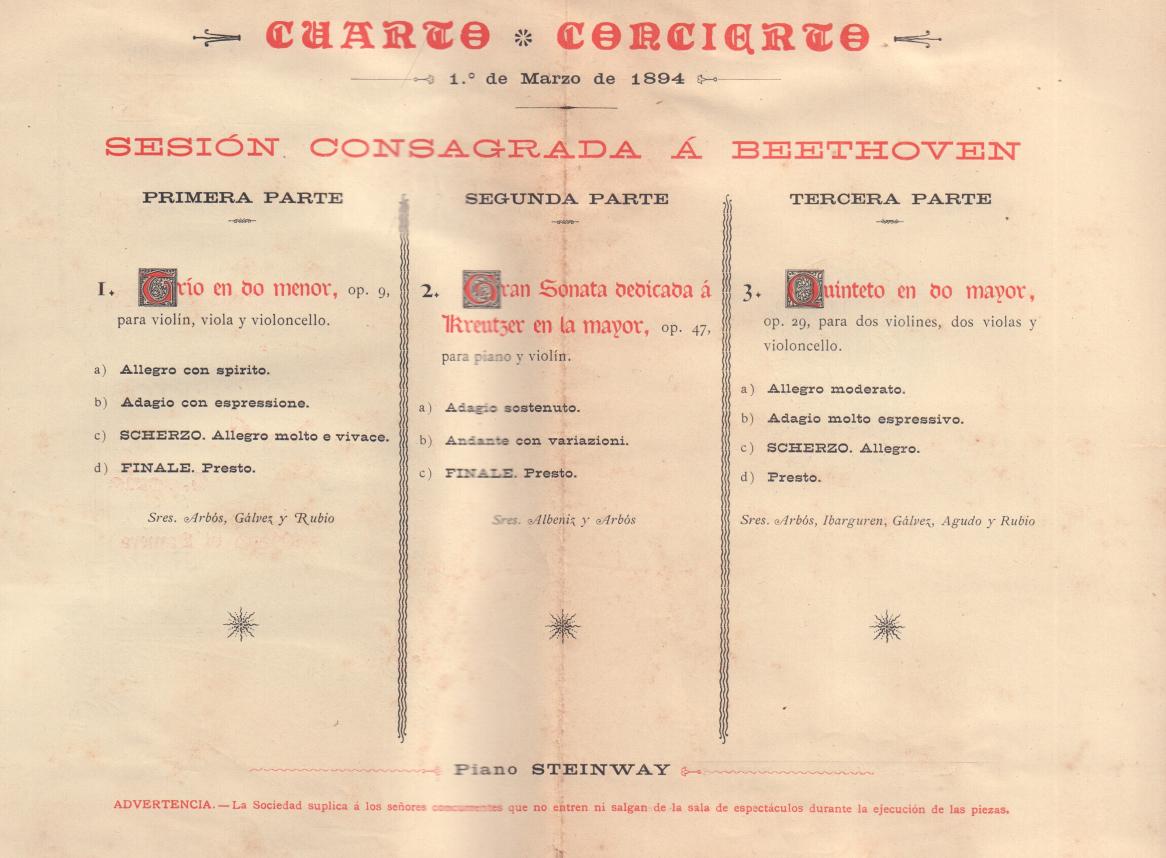 CUARTO CONCIERTO
1.º de Marzo de 1894
SESIÓN CONSAGRADA Á BEETHOVEN
PRIMERA PARTE
1. Trío en do menor, op. 9,
para violín, viola y violoncello.
a) Allegro con spirito.
b) Adagio con espressione.
c) SCHERZO. Allegro molto e vivace.
d) FINALE. Presto.
Sres. Arbós, Gálvez y Rubio
SEGUNDA PARTE
2. Gran Sonata dedicada á
Kreutzer en la mayor, op. 47,
para piano y violín.
a) Adagio sostenuto.
b) Andante con variazioni.
c) FINALE. Presto.
Sres. Albeniz y Arbós
TERCERA PARTE
3. Quinteto en do mayor,
op. 29, para dos violines, dos violas y
violoncello.
a) Allegro moderato.
b) Adagio molto espressivo.
c) SCHERZO. Allegro.
d) Presto.
Sres. Arbós, Ibarguren, Gálvez, Agudo y Rubio
Piano STEINWAY
ADVERTENCIA.—La Sociedad suplica á los señores concurrentes que no entren ni salgan de la sala de espectáculos durante la ejecución de las piezas.